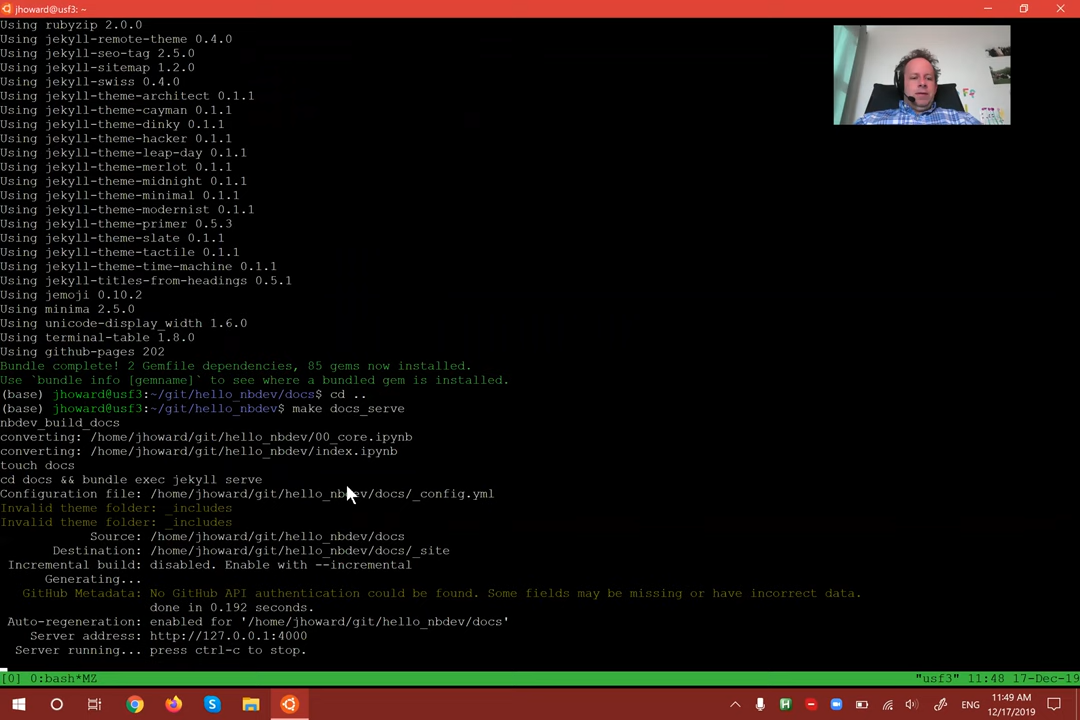 jhoward@usf3: ~
Using rubyzip 2.0.0
Using jekyll-remote-theme 0.4.0
Using jekyll-seo-tag 2.5.0
Using jekyll-sitemap 1.2.0
Using jekyll-swiss 0.4.0
Using jekyll-theme-architect 0.1.1
Using jekyll-theme-cayman 0.1.1
Using jekyll-theme-dinky 0.1.1
Using jekyll-theme-hacker 0.1.1
Using jekyll-theme-leap-day 0.1.1
Using jekyll-theme-merlot 0.1.1
Using jekyll-theme-midnight 0.1.1
Using jekyll-theme-minimal 0.1.1
Using jekyll-theme-modernist 0.1.1
Using jekyll-theme-primer 0.5.3
Using jekyll-theme-slate 0.1.1
Using jekyll-theme-tactile 0.1.1
Using jekyll-theme-time-machine 0.1.1
Using jekyll-titles-from-headings 0.5.1
Using jemoji 0.10.2
Using minima 2.5.0
Using unicode-display_width 1.6.0
Using terminal-table 1.8.0
Using github-pages 202
Bundle complete! 2 Gemfile dependencies, 85 gems now installed.
Use `bundle info [gemname]` to see where a bundled gem is installed.
(base) jhoward@usf3:~/git/hello_nbdev/docs$ cd ..
(base) jhoward@usf3:~/git/hello_nbdev$ make docs_serve
nbdev_build_docs
converting: /home/jhoward/git/hello_nbdev/00_core.ipynb
converting: /home/jhoward/git/hello_nbdev/index.ipynb
touch docs
cd docs && bundle exec jekyll serve
Configuration file: /home/jhoward/git/hello_nbdev/docs/_config.yml
Invalid theme folder: _includes
Invalid theme folder: _includes
Source: /home/jhoward/git/hello_nbdev/docs
Destination: /home/jhoward/git/hello_nbdev/docs/_site
Incremental build: disabled. Enable with --incremental
Generating...
GitHub Metadata: No GitHub API authentication could be found. Some fields may be missing or have incorrect data.
done in 0.192 seconds.
Auto-regeneration: enabled for '/home/jhoward/git/hello_nbdev/docs'
Server address: http://127.0.0.1:4000
Server running... press ctrl-c to stop.
[0] 0:bash*MZ "usf3" 11:48 17-Dec-19
ENG 11:49 AM
12/17/2019